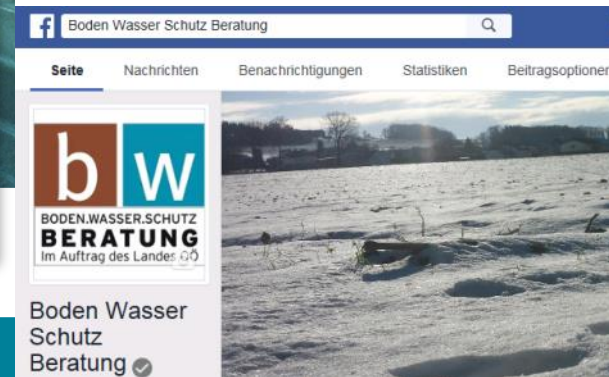 Boden Wasser Schutz Beratung
Seite Nachrichten Benachrichtigungen Statistiken Beitragsoptionen
b w
BODEN.WASSER.SCHUTZ
BERATUNG
Im Auftrag des Landes OÖ
Boden Wasser
Schutz
Beratung